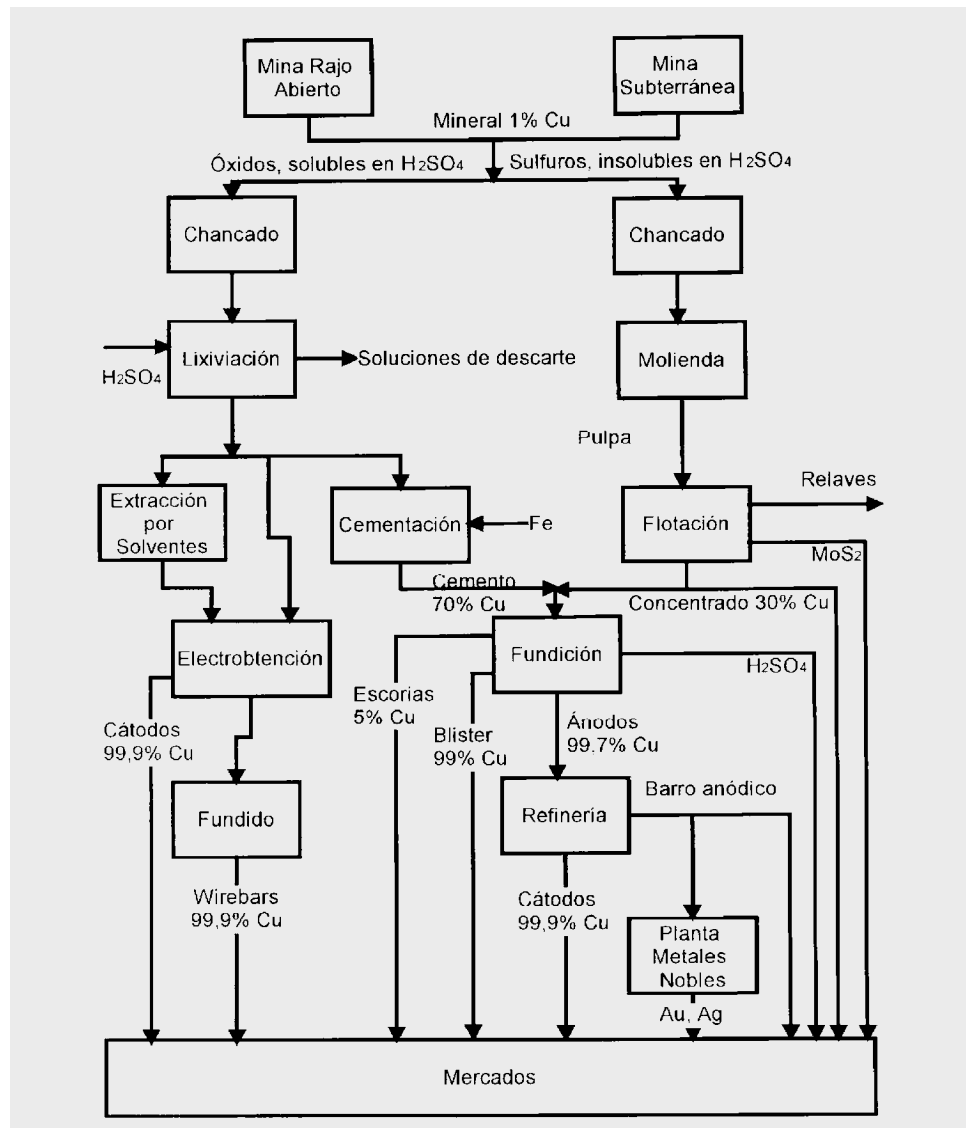 Mina Rajo
Abierto
Mina
Subterránea
Mineral 1% Cu
Óxidos, solubles en H2SO4
Sulfuros, insolubles en H2SO4
Chancado
Chancado
H2SO4
Lixiviación
Soluciones de descarte
Molienda
Pulpa
Extracción
por
Solventes
Cementación
Fe
Flotación
Relaves
MoS2
Cemento
70% Cu
Concentrado 30% Cu
Electrobtención
Fundición
H2SO4
Cátodos
99,9% Cu
Escorias
5% Cu
Blister
99% Cu
Ánodos
99.7% Cu
Fundido
Refinería
Barro anódico
Wirebars
99,9% Cu
Cátodos
99,9% Cu
Planta
Metales
Nobles
Au, Ag
Mercados